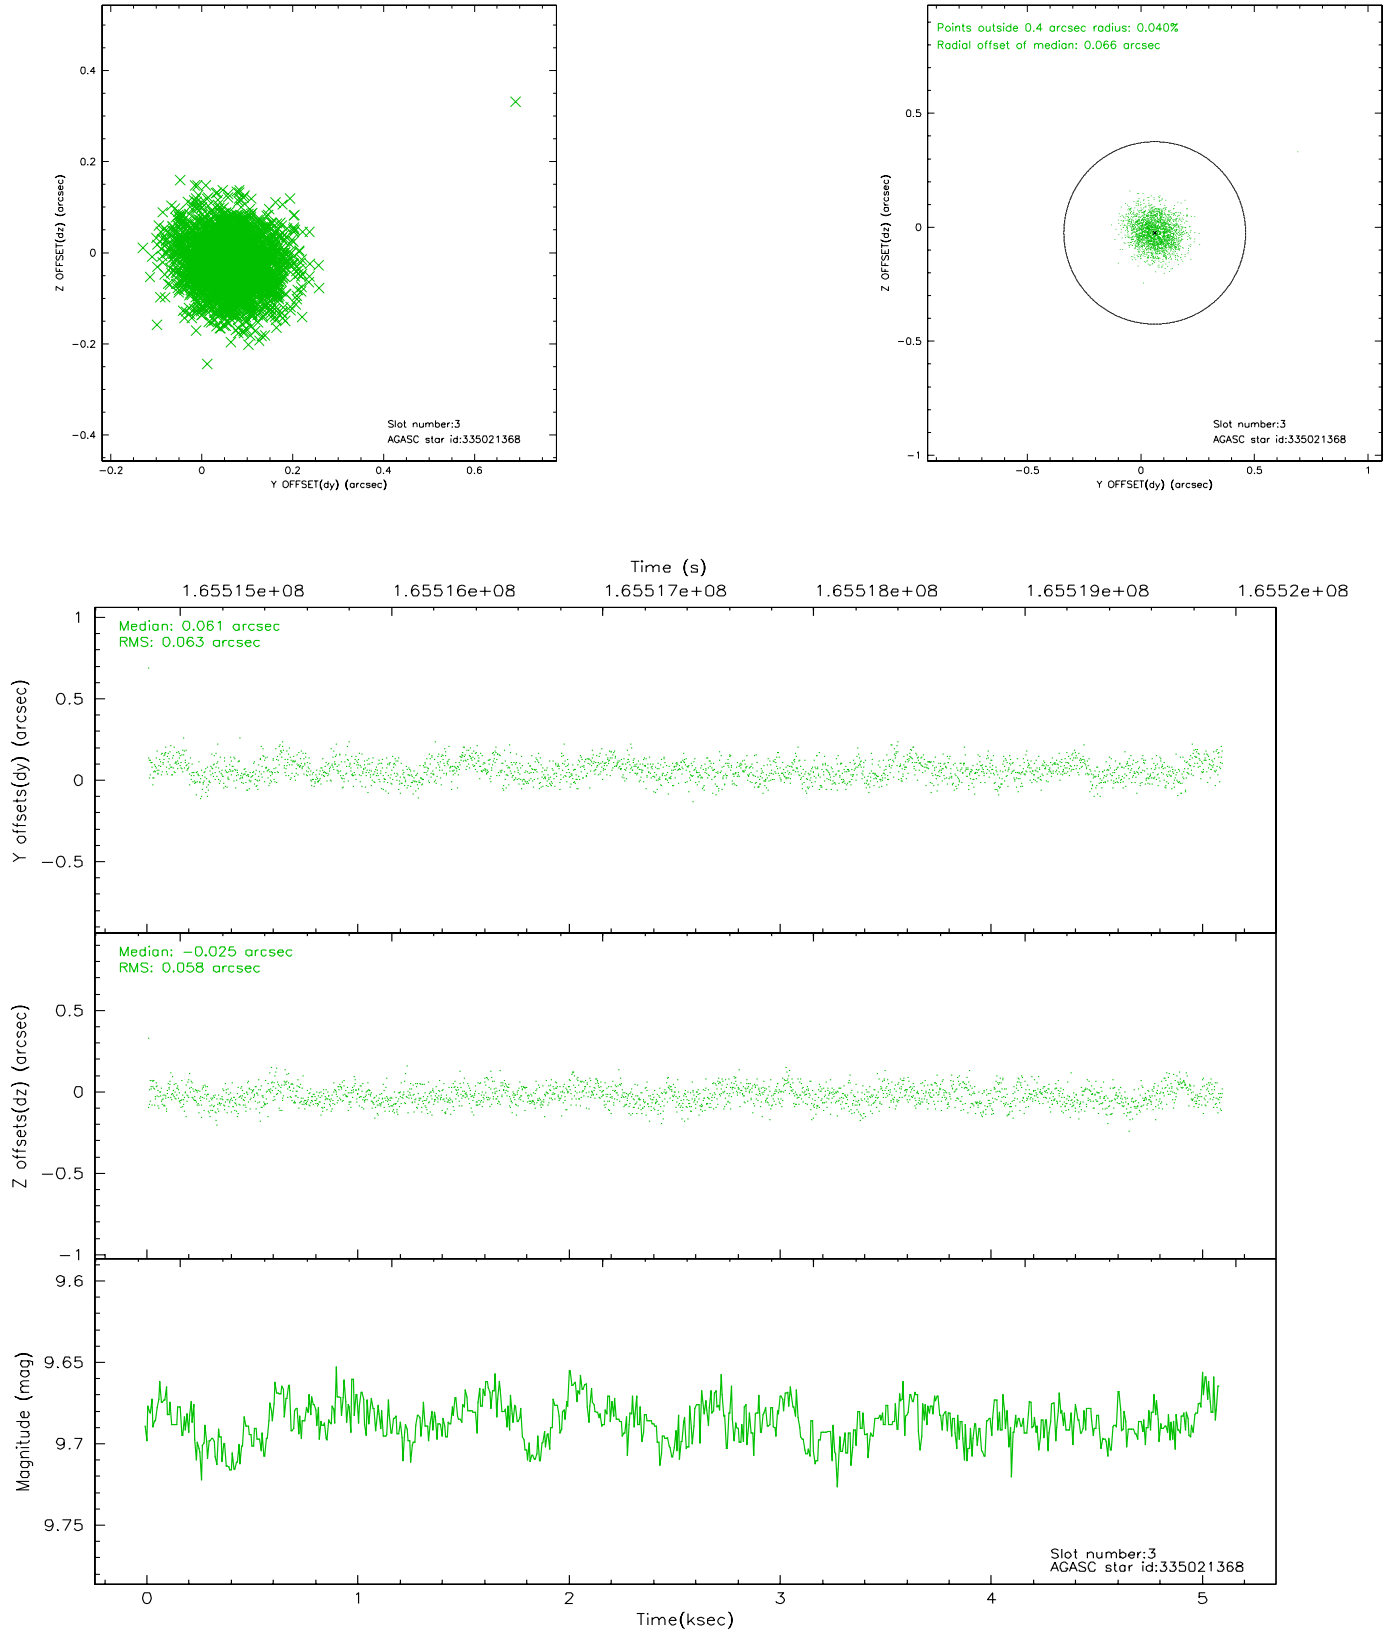 0.4
0.2
0
−0.2
−0.4
Z OFFSET(dz) (arcsec)
−0.2 0 0.2 0.4 0.6
Y OFFSET(dy) (arcsec)
Slot number:3
AGASC star id:335021368
Points outside 0.4 arcsec radius: 0.040%
Radial offset of median: 0.066 arcsec
0.5
0
−0.5
−1
Z OFFSET(dz) (arcsec)
−0.5 0 0.5 1
Y OFFSET(dy) (arcsec)
Slot number:3
AGASC star id:335021368
Time (s)
1.65515e+08 1.65516e+08 1.65517e+08 1.65518e+08 1.65519e+08 1.6552e+08
Median: 0.061 arcsec
RMS: 0.063 arcsec
1
0.5
0
−0.5
Y offsets(dy) (arcsec)
Median: −0.025 arcsec
RMS: 0.058 arcsec
0.5
0
−0.5
−1
Z offsets(dz) (arcsec)
9.6
9.65
9.7
9.75
Magnitude (mag)
Slot number:3
AGASC star id:335021368
0 1 2 3 4 5
Time(ksec)